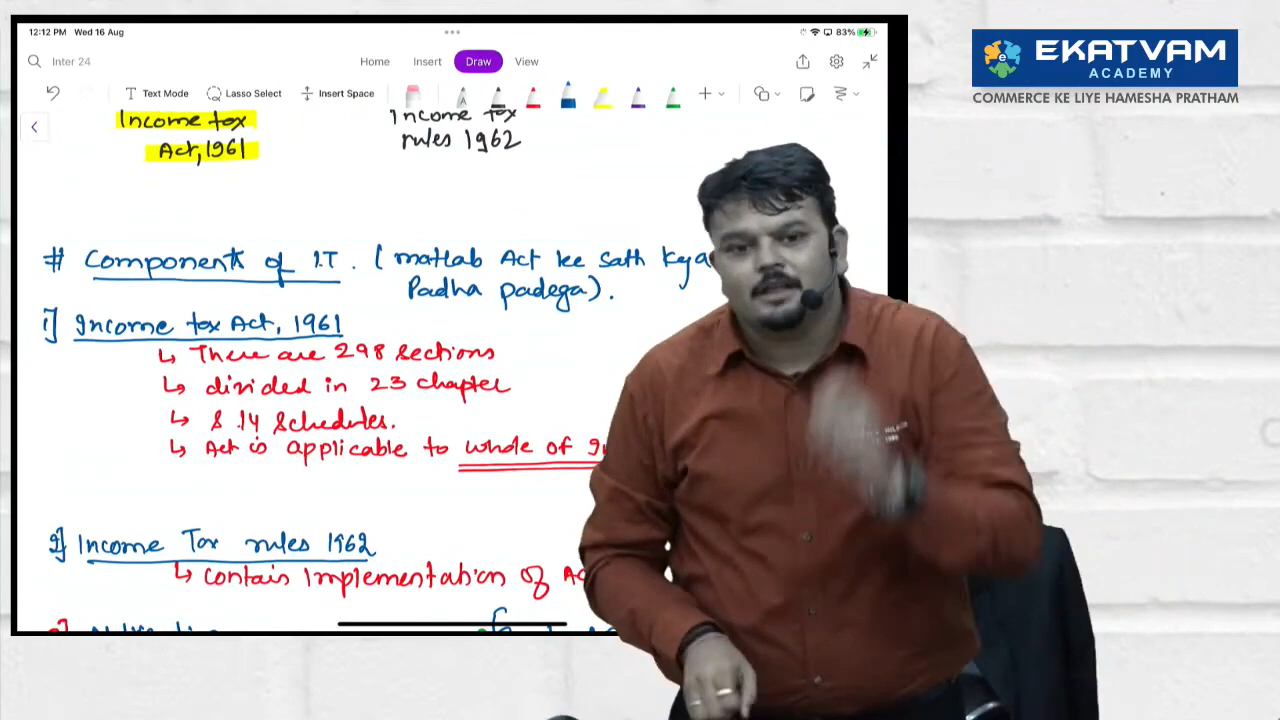 12:12 PM Wed 16 Aug
83%
EKATVAM
ACADEMY
COMMERCE KE LIYE HAMESHA PRATHAM
Inter 24
Home Insert Draw View
Text Mode Lasso Select Insert Space
Income tax
Act, 1961
Income tax
rules 1962
# Components of I.T. (matlab Act ke sath kya
Padha padega).
1] Income tax Act, 1961
↳ There are 298 sections
↳ divided in 23 chapter
↳ & 14 Schedules.
↳ Act is applicable to whole of
2] Income Tax rules 1962
↳ contain Implementation of